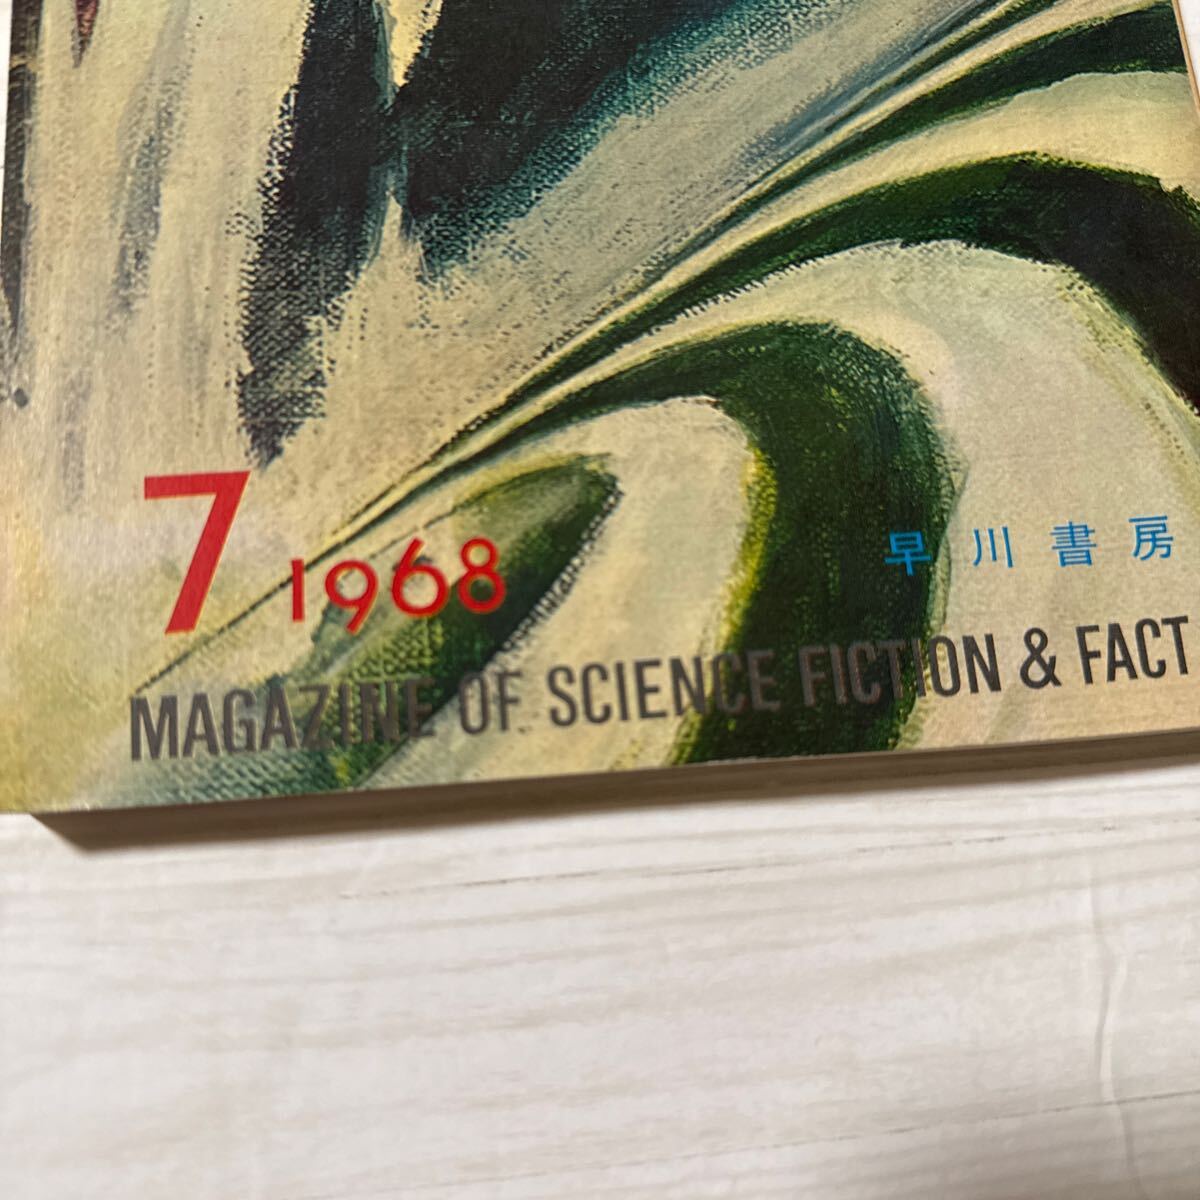 7 1968
早川書房
MAGAZINE OF SCIENCE FICTION & FACT